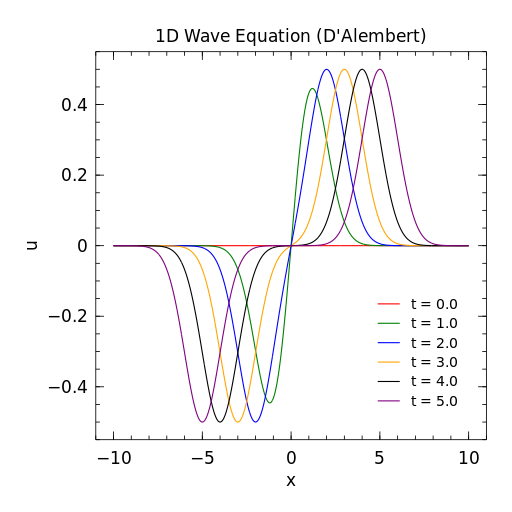 1D Wave Equation (D'Alembert)
0.4
0.2
0
−0.2
−0.4
u
t = 0.0
t = 1.0
t = 2.0
t = 3.0
t = 4.0
t = 5.0
−10 −5 0 5 10
x